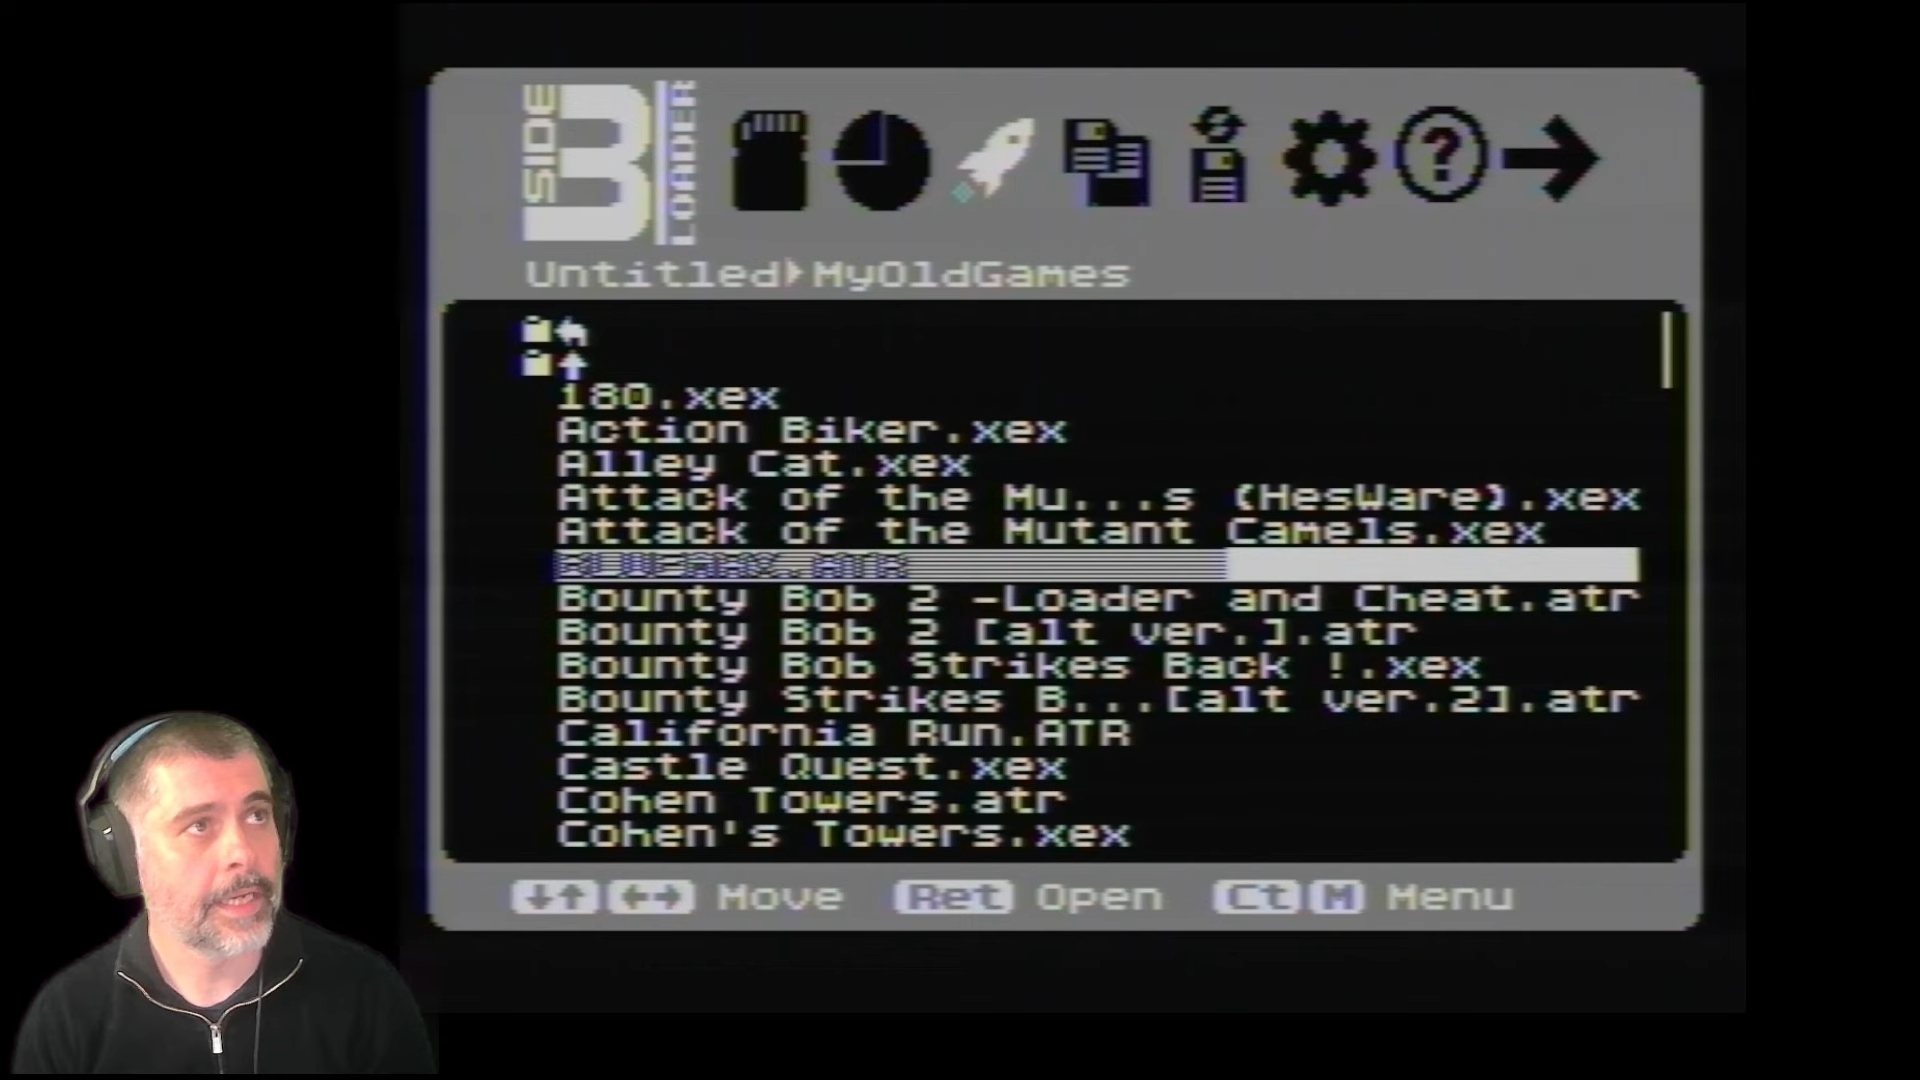 SIDE 3 LOADER
Untitled▸MyOldGames
180.xex
Action Biker.xex
Alley Cat.xex
Attack of the Mu...s (HesWare).xex
Attack of the Mutant Camels.xex
Bounty Bob 2 -Loader and Cheat.atr
Bounty Bob 2 [alt ver.].atr
Bounty Bob Strikes Back !.xex
Bounty Strikes B...[alt ver.2].atr
California Run.ATR
Castle Quest.xex
Cohen Towers.atr
Cohen's Towers.xex
↓↑ ←→ Move Ret Open Ct M Menu